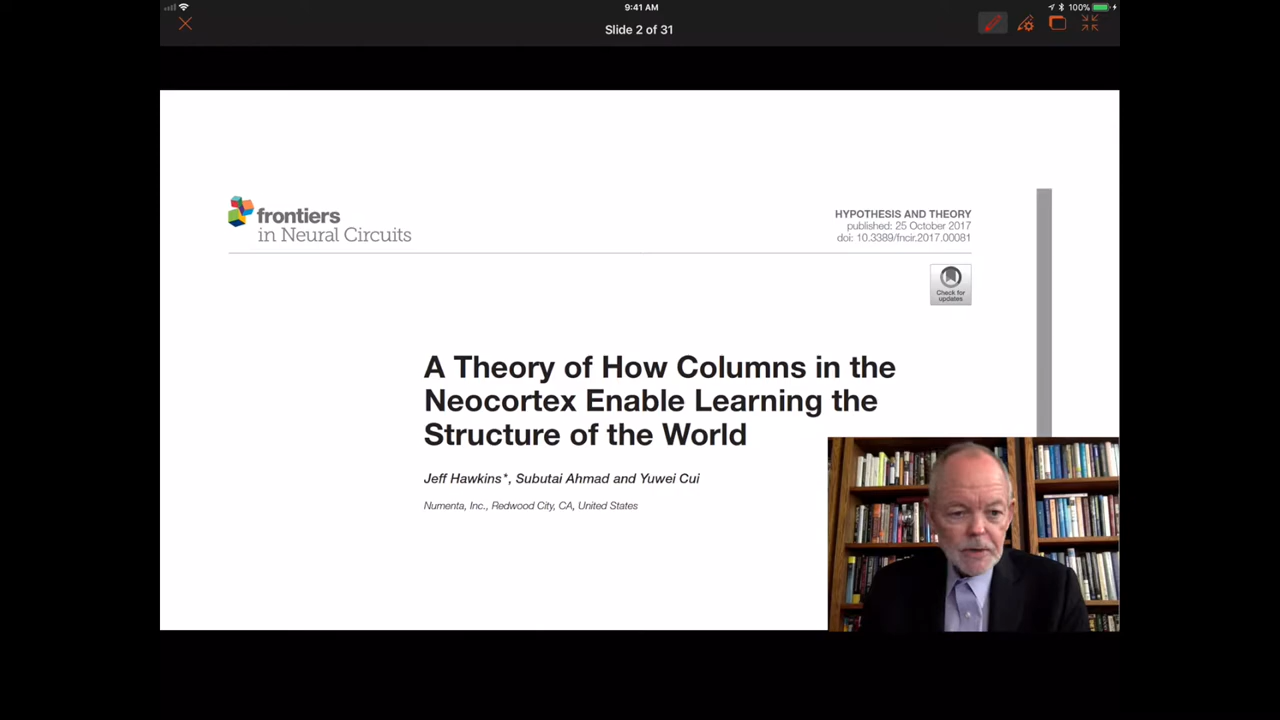 9:41 AM
100%
Slide 2 of 31
frontiers
in Neural Circuits
HYPOTHESIS AND THEORY
published: 25 October 2017
doi: 10.3389/fncir.2017.00081
Check for
updates
A Theory of How Columns in the
Neocortex Enable Learning the
Structure of the World
Jeff Hawkins*, Subutai Ahmad and Yuwei Cui
Numenta, Inc., Redwood City, CA, United States